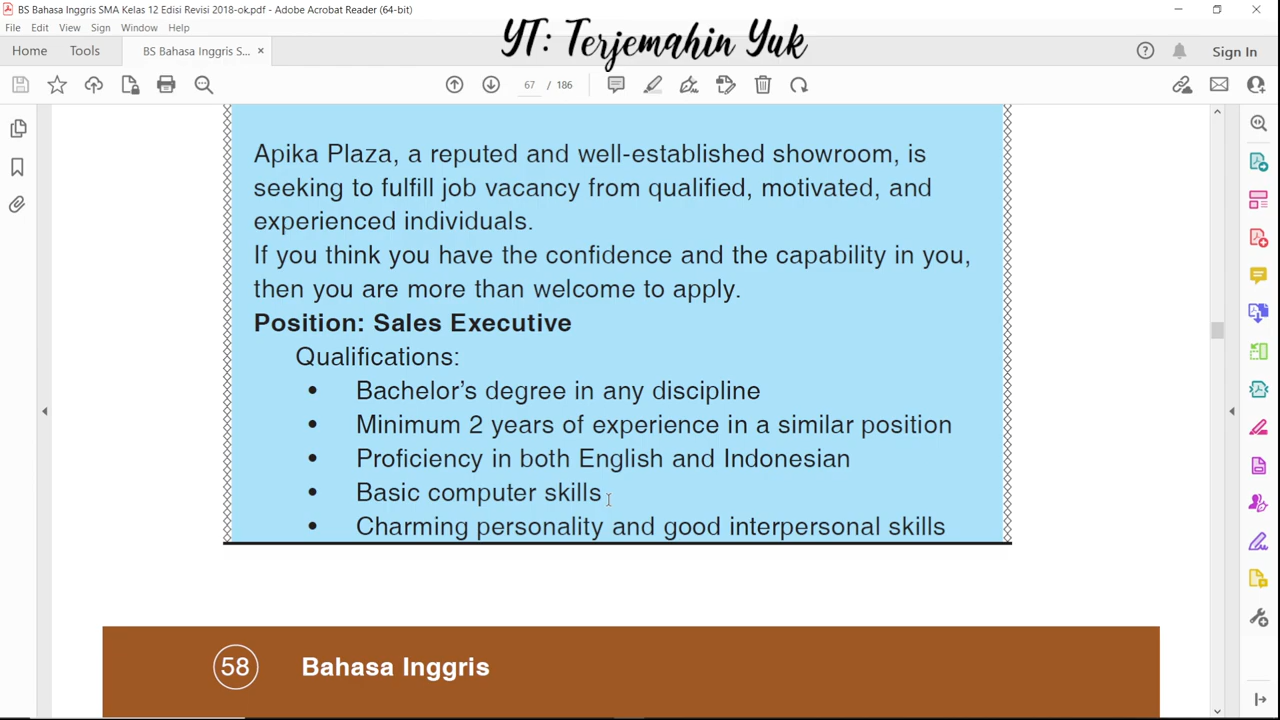 BS Bahasa Inggris SMA Kelas 12 Edisi Revisi 2018-ok.pdf - Adobe Acrobat Reader (64-bit)
File Edit View Sign Window Help
YT: Terjemahin Yuk
Home Tools BS Bahasa Inggris S... × Sign In
67 / 186
Apika Plaza, a reputed and well-established showroom, is
seeking to fulfill job vacancy from qualified, motivated, and
experienced individuals.
If you think you have the confidence and the capability in you,
then you are more than welcome to apply.
Position: Sales Executive
Qualifications:
• Bachelor’s degree in any discipline
• Minimum 2 years of experience in a similar position
• Proficiency in both English and Indonesian
• Basic computer skills
• Charming personality and good interpersonal skills
58 Bahasa Inggris